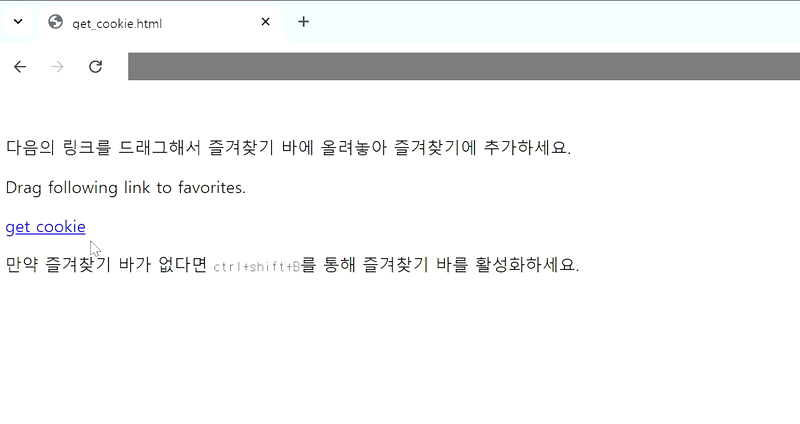 get_cookie.html
다음의 링크를 드래그해서 즐겨찾기 바에 올려놓아 즐겨찾기에 추가하세요.
Drag following link to favorites.
get cookie
만약 즐겨찾기 바가 없다면 ctrl+shift+B를 통해 즐겨찾기 바를 활성화하세요.